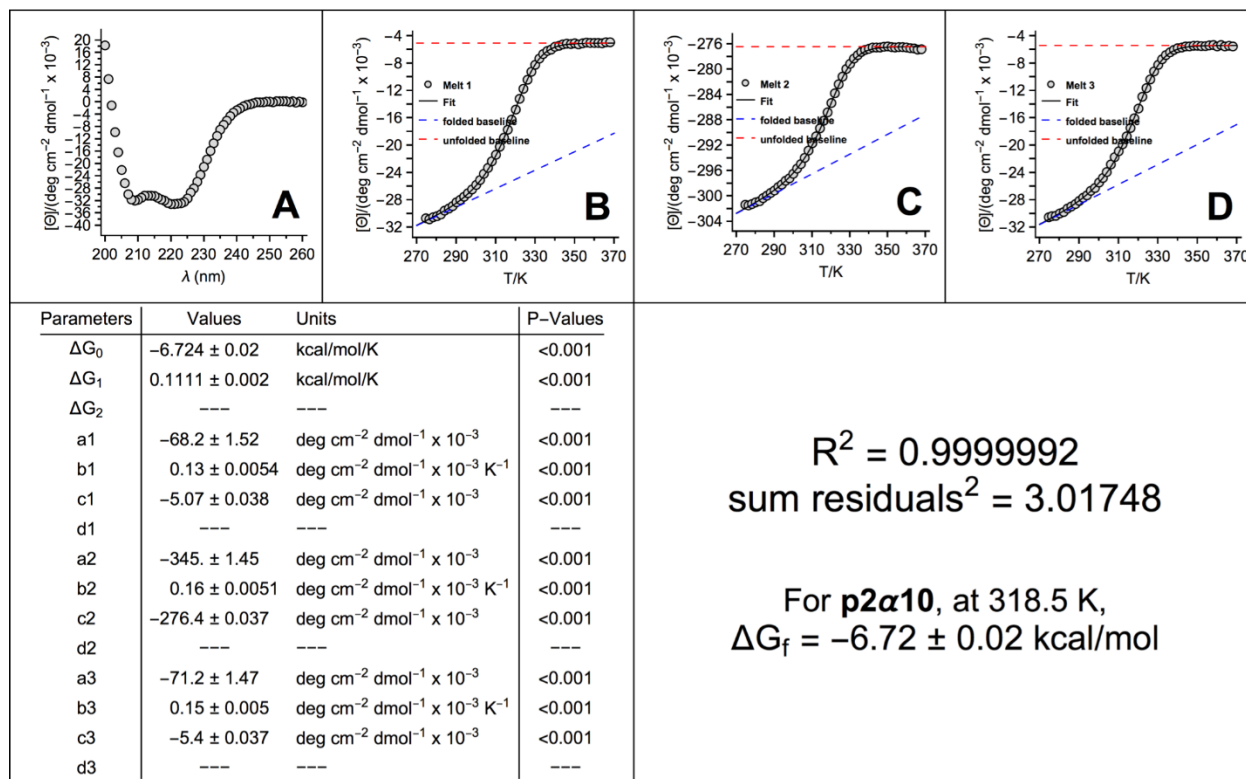 [Θ]/(deg cm⁻² dmol⁻¹ x 10⁻³)
20
12
4
0
−4
−12
−20
−28
−36
−40
200 210 220 230 240 250 260
λ (nm)
A
[Θ]/(deg cm⁻² dmol⁻¹ x 10⁻³)
−4
−8
−12
−16
−20
−24
−28
−32
Melt 1
Fit
folded baseline
unfolded baseline
270 290 310 330 350 370
T/K
B
[Θ]/(deg cm⁻² dmol⁻¹ x 10⁻³)
−276
−280
−284
−288
−292
−296
−300
−304
Melt 2
Fit
folded baseline
unfolded baseline
270 290 310 330 350 370
T/K
C
[Θ]/(deg cm⁻² dmol⁻¹ x 10⁻³)
−4
−8
−12
−16
−20
−24
−28
−32
Melt 3
Fit
folded baseline
unfolded baseline
270 290 310 330 350 370
T/K
D
Parameters Values Units P−Values
ΔG₀ −6.724 ± 0.02 kcal/mol/K <0.001
ΔG₁ 0.1111 ± 0.002 kcal/mol/K <0.001
ΔG₂ −−− −−− −−−
a1 −68.2 ± 1.52 deg cm⁻² dmol⁻¹ x 10⁻³ <0.001
b1 0.13 ± 0.0054 deg cm⁻² dmol⁻¹ x 10⁻³ K⁻¹ <0.001
c1 −5.07 ± 0.038 deg cm⁻² dmol⁻¹ x 10⁻³ <0.001
d1 −−− −−− −−−
a2 −345. ± 1.45 deg cm⁻² dmol⁻¹ x 10⁻³ <0.001
b2 0.16 ± 0.0051 deg cm⁻² dmol⁻¹ x 10⁻³ K⁻¹ <0.001
c2 −276.4 ± 0.037 deg cm⁻² dmol⁻¹ x 10⁻³ <0.001
d2 −−− −−− −−−
a3 −71.2 ± 1.47 deg cm⁻² dmol⁻¹ x 10⁻³ <0.001
b3 0.15 ± 0.005 deg cm⁻² dmol⁻¹ x 10⁻³ K⁻¹ <0.001
c3 −5.4 ± 0.037 deg cm⁻² dmol⁻¹ x 10⁻³ <0.001
d3 −−− −−− −−−
R² = 0.9999992
sum residuals² = 3.01748
For p2α10, at 318.5 K,
ΔG_f = −6.72 ± 0.02 kcal/mol